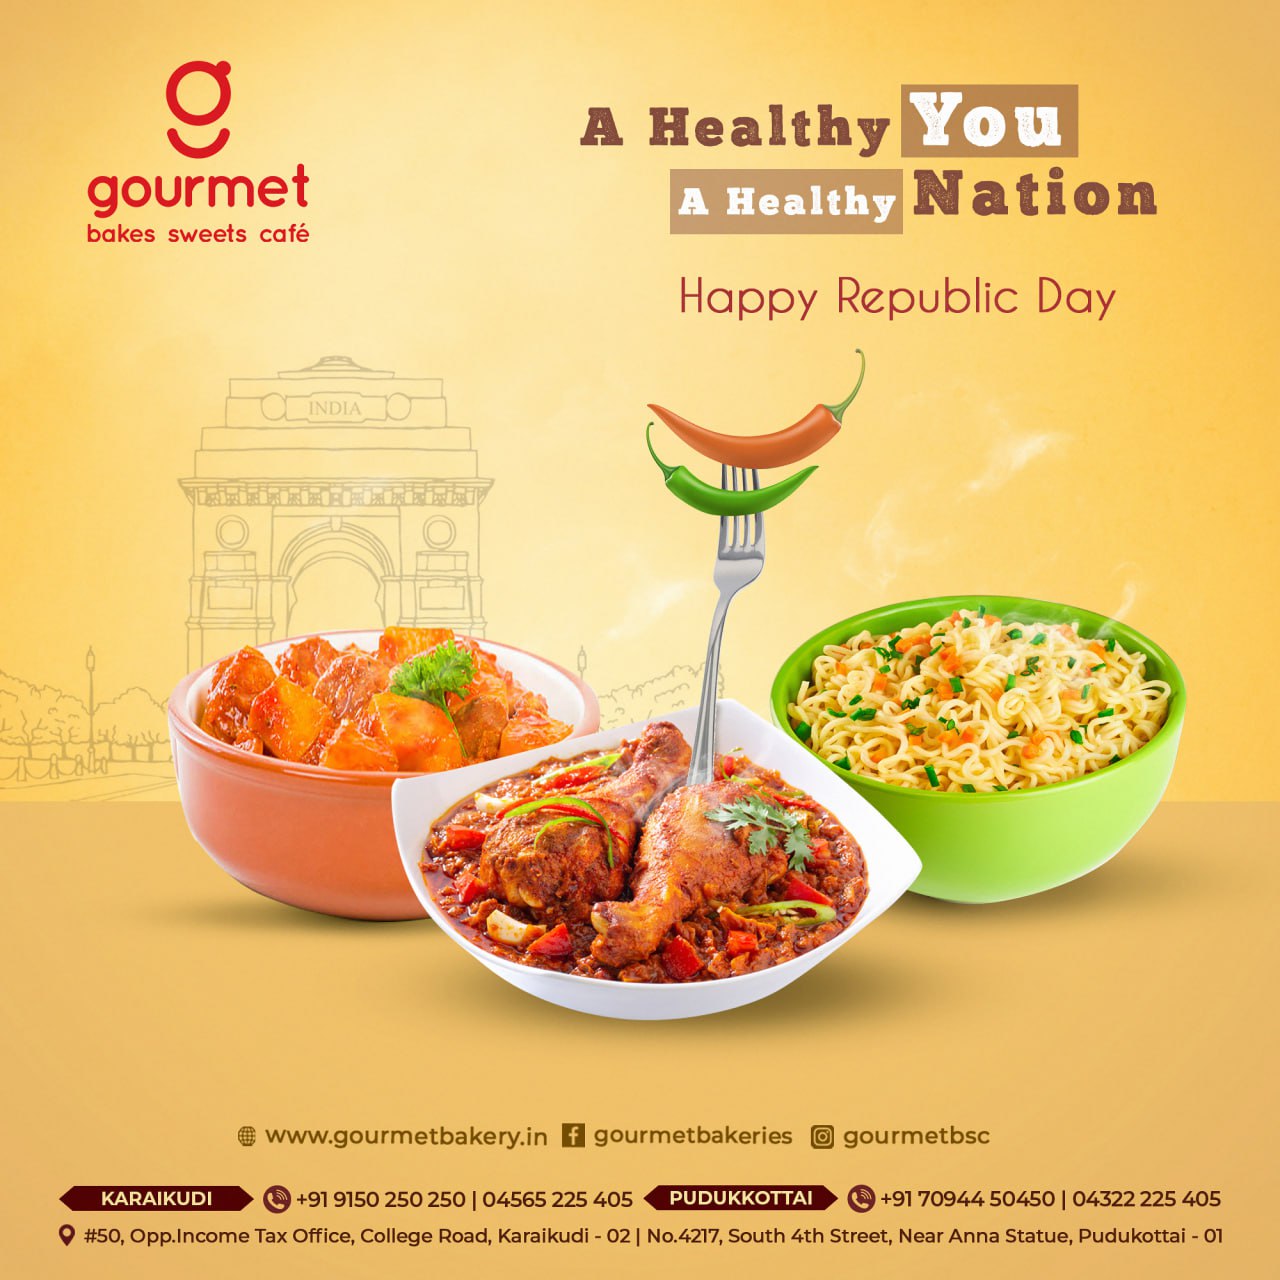 gourmet
bakes sweets café
A Healthy You
A Healthy Nation
Happy Republic Day
INDIA
www.gourmetbakery.in gourmetbakeries gourmetbsc
KARAIKUDI +91 9150 250 250 | 04565 225 405 PUDUKKOTTAI +91 70944 50450 | 04322 225 405
#50, Opp.Income Tax Office, College Road, Karaikudi - 02 | No.4217, South 4th Street, Near Anna Statue, Pudukottai - 01